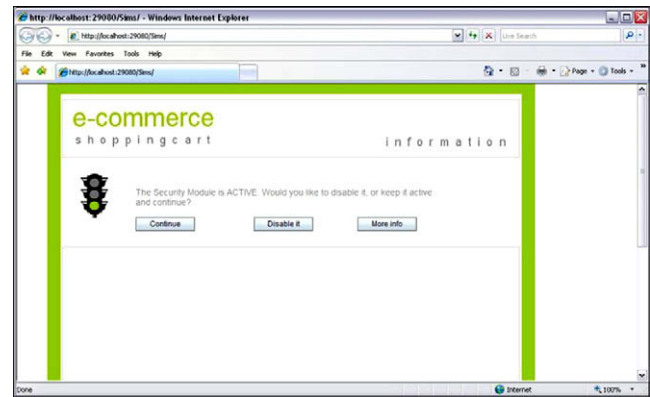 http://localhost:29080/Sims/ - Windows Internet Explorer
http://localhost:29080/Sims/
Live Search
File Edit View Favorites Tools Help
http://localhost:29080/Sims/
Page Tools
e-commerce
shoppingcart
information
The Security Module is ACTIVE. Would you like to disable it, or keep it active
and continue?
Continue Disable it More info
Done Internet 100%